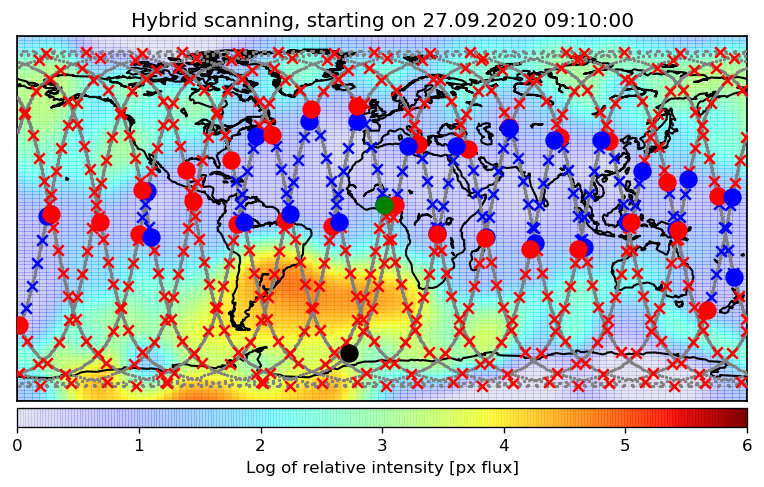 Hybrid scanning, starting on 27.09.2020 09:10:00
0 1 2 3 4 5 6
Log of relative intensity [px flux]